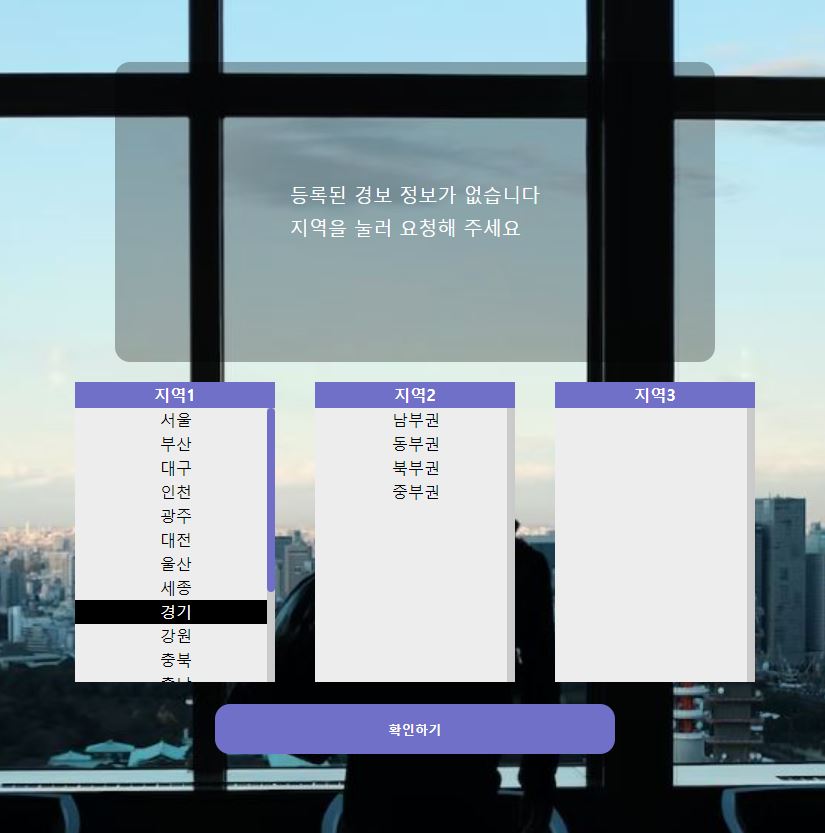 등록된 경보 정보가 없습니다
지역을 눌러 요청해 주세요
지역1
서울
부산
대구
인천
광주
대전
울산
세종
경기
강원
충북
지역2
남부권
동부권
북부권
중부권
지역3
확인하기